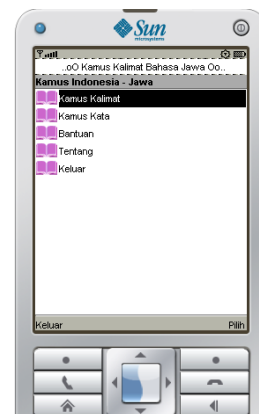 Sun
microsystems
..oO Kamus Kalimat Bahasa Jawa Oo..
Kamus Indonesia - Jawa
Kamus Kalimat
Kamus Kata
Bantuan
Tentang
Keluar
Keluar Pilih